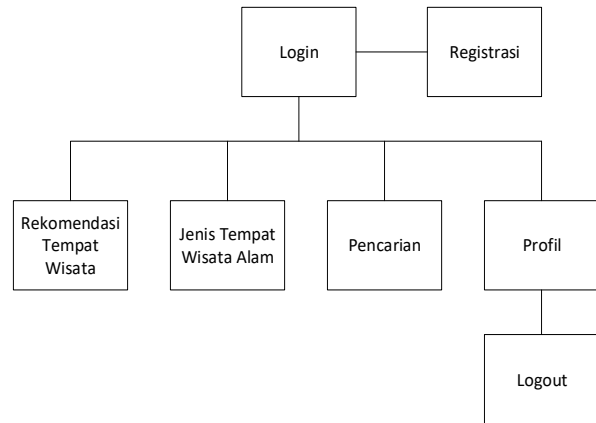 Login
Registrasi
Rekomendasi
Tempat
Wisata
Jenis Tempat
Wisata Alam
Pencarian
Profil
Logout